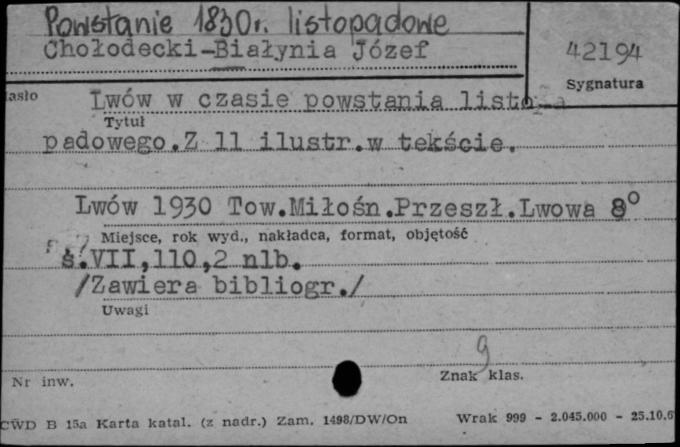 Powstanie 1830r. listopadowe
Chołodecki-Białynia Józef
42194
Sygnatura
asło
Lwów w czasie powstania listopa
Tytuł
padowego.Z 11 ilustr.w tekście.
Lwów 1930 Tow.Miłośn.Przeszł.Lwowa 8°
Miejsce, rok wyd., nakładca, format, objętość
s.VII,110,2 nlb.
/Zawiera bibliogr./
Uwagi
9
Nr inw.
Znak klas.
CWD B 15a Karta katal. (z nadr.) Zam. 1498/DW/On
Wrak 999 - 2.045.000 - 25.10.6